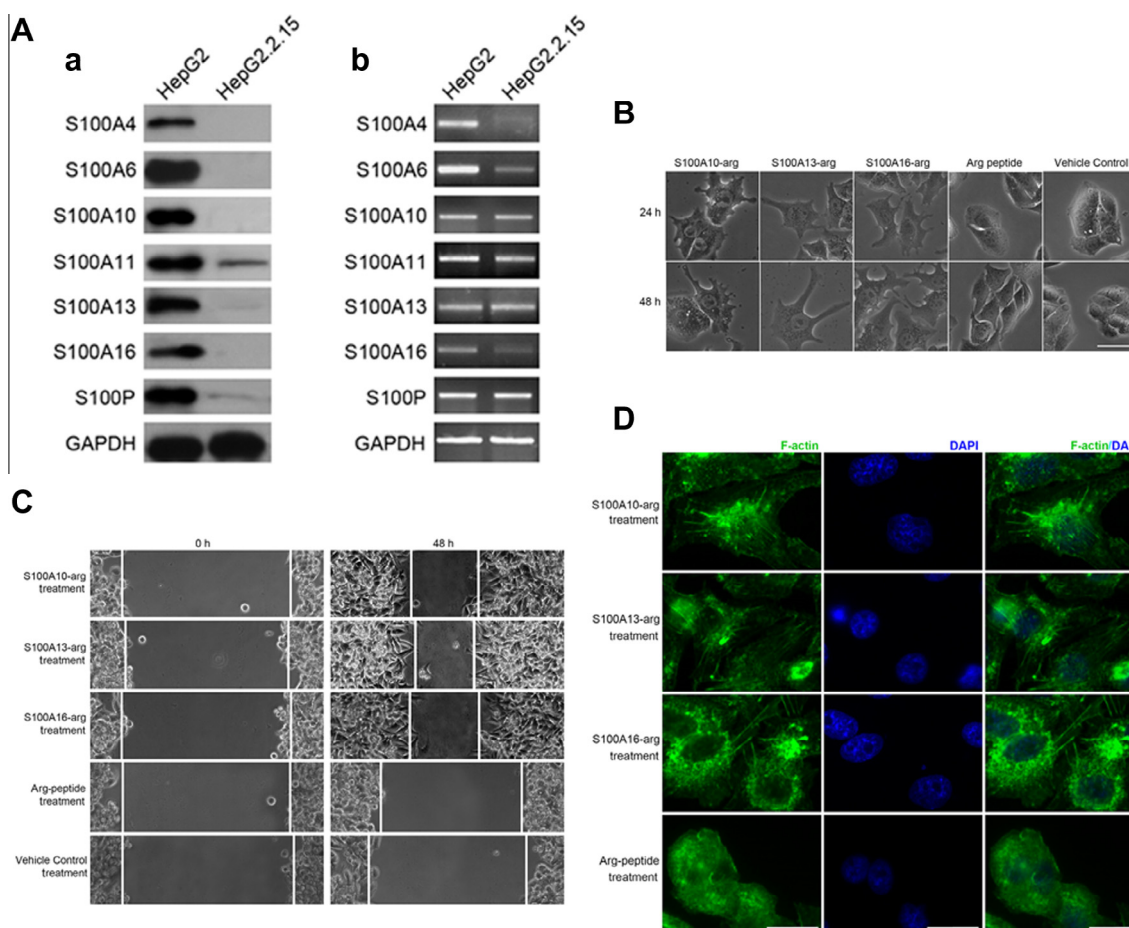 A
a
b
HepG2
HepG2.2.15
HepG2
HepG2.2.15
S100A4
S100A6
S100A10
S100A11
S100A13
S100A16
S100P
GAPDH
S100A4
S100A6
S100A10
S100A11
S100A13
S100A16
S100P
GAPDH
B
S100A10-arg
S100A13-arg
S100A16-arg
Arg peptide
Vehicle Control
24 h
48 h
C
0 h
48 h
S100A10-arg
treatment
S100A13-arg
treatment
S100A16-arg
treatment
Arg-peptide
treatment
Vehicle Control
treatment
D
F-actin
DAPI
F-actin/DA
S100A10-arg
treatment
S100A13-arg
treatment
S100A16-arg
treatment
Arg-peptide
treatment